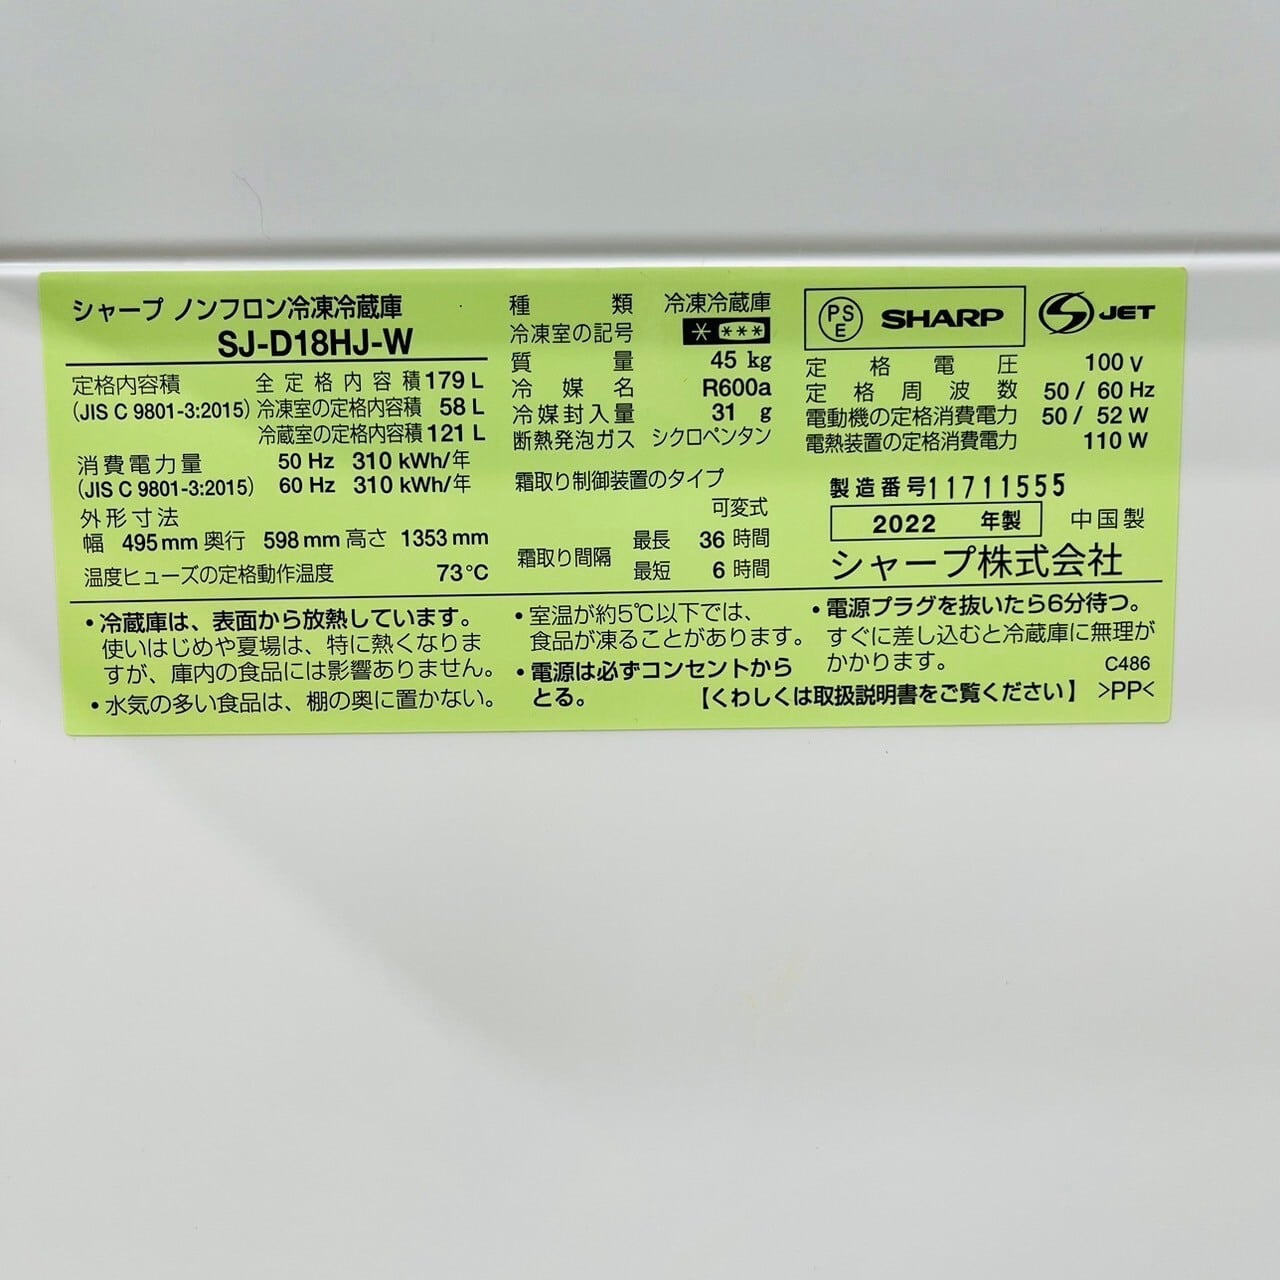 シャープ ノンフロン冷凍冷蔵庫
SJ-D18HJ-W
定格内容積 全定格内容積 179 L
(JIS C 9801-3:2015) 冷凍室の定格内容積 58 L
冷蔵室の定格内容積 121 L
消費電力量 50 Hz 310 kWh/年
(JIS C 9801-3:2015) 60 Hz 310 kWh/年
外形寸法
幅 495 mm 奥行 598 mm 高さ 1353 mm
温度ヒューズの定格動作温度 73℃
種類 冷凍冷蔵庫
冷凍室の記号 * ***
質量 45 kg
冷媒名 R600a
冷媒封入量 31 g
断熱発泡ガス シクロペンタン
霜取り制御装置のタイプ
可変式
霜取り間隔 最長 36 時間
最短 6 時間
PSE SHARP S JET
定格電圧 100 V
定格周波数 50 / 60 Hz
電動機の定格消費電力 50 / 52 W
電熱装置の定格消費電力 110 W
製造番号 11711555
2022 年製 中国製
シャープ株式会社
・冷蔵庫は、表面から放熱しています。
使いはじめや夏場は、特に熱くなりま
すが、庫内の食品には影響ありません。
・水気の多い食品は、棚の奥に置かない。
・室温が約5℃以下では、
食品が凍ることがあります。
・電源は必ずコンセントから
とる。
・電源プラグを抜いたら6分待つ。
すぐに差し込むと冷蔵庫に無理が
かかります。 C486
【くわしくは取扱説明書をご覧ください】 >PP<